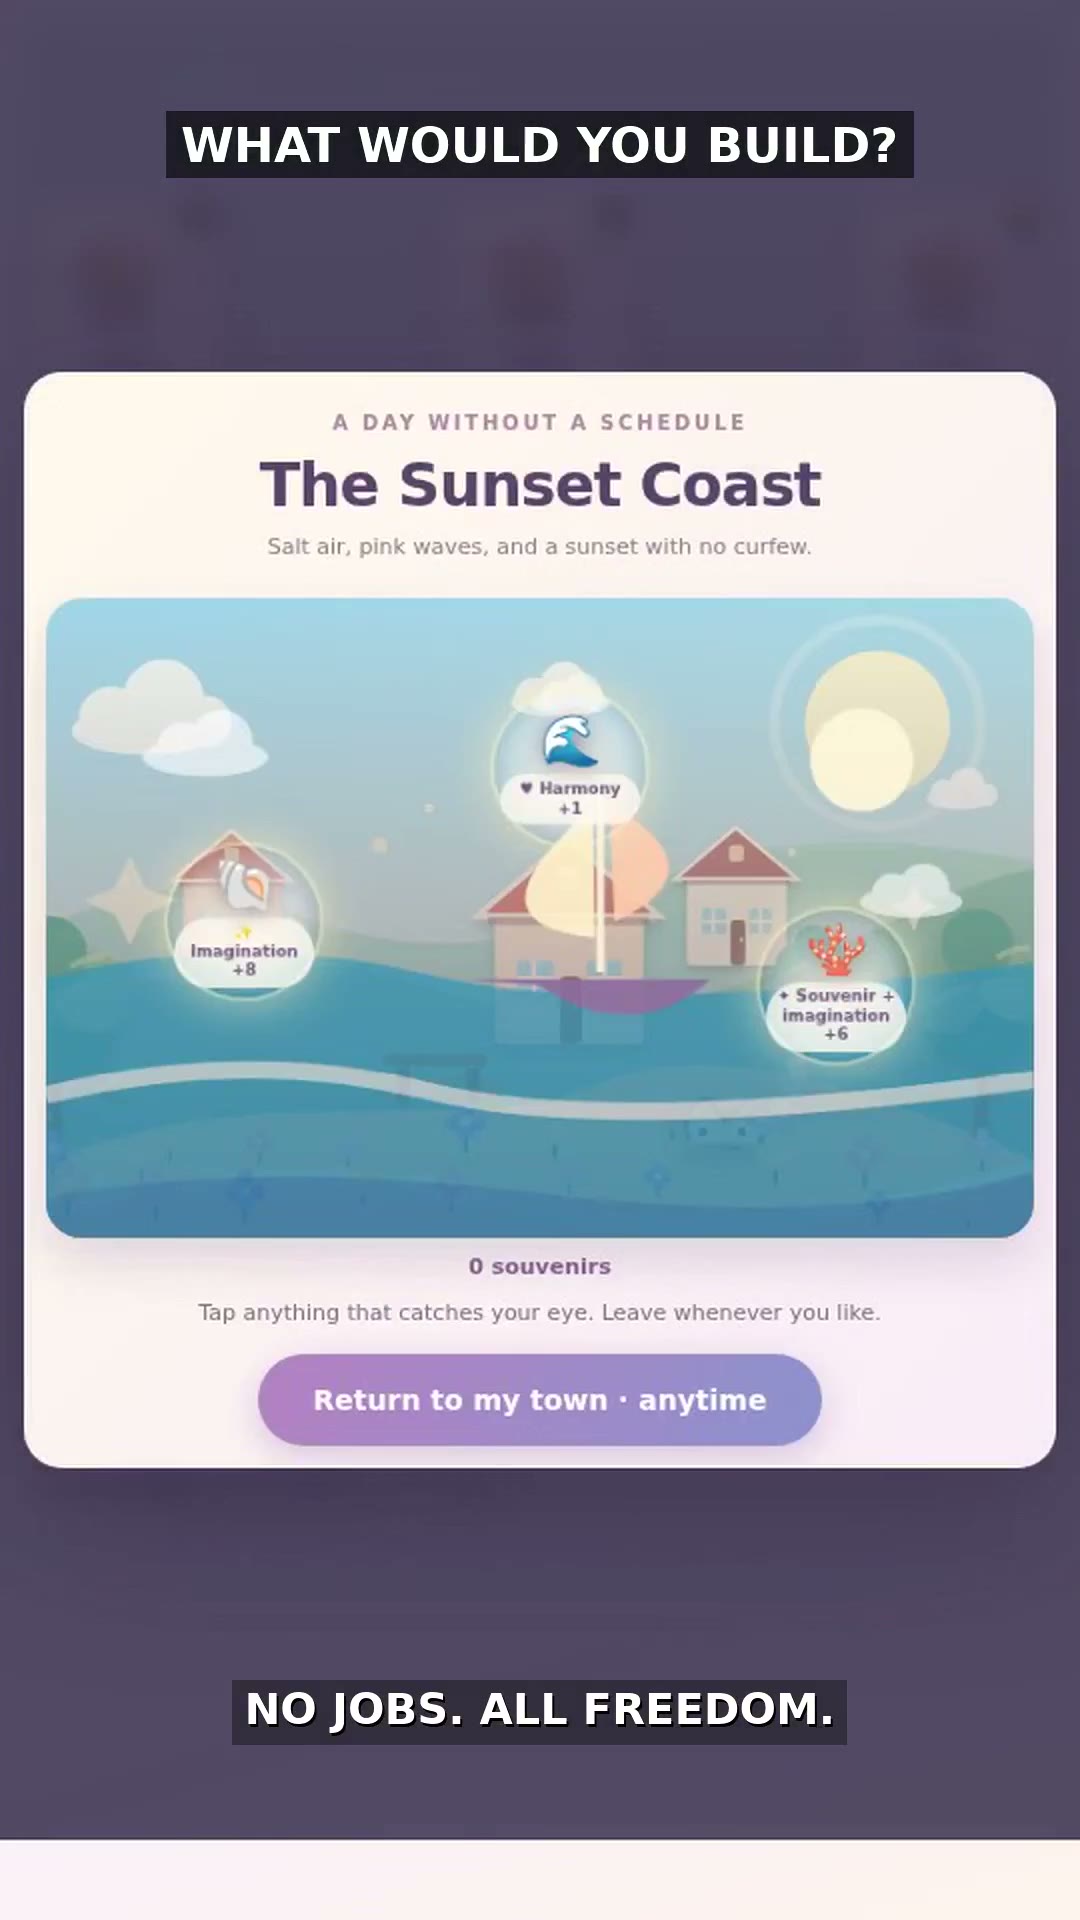 WHAT WOULD YOU BUILD?
A DAY WITHOUT A SCHEDULE
The Sunset Coast
Salt air, pink waves, and a sunset with no curfew.
♥ Harmony
+1
Imagination
+8
✦ Souvenir +
imagination
+6
0 souvenirs
Tap anything that catches your eye. Leave whenever you like.
Return to my town · anytime
NO JOBS. ALL FREEDOM.